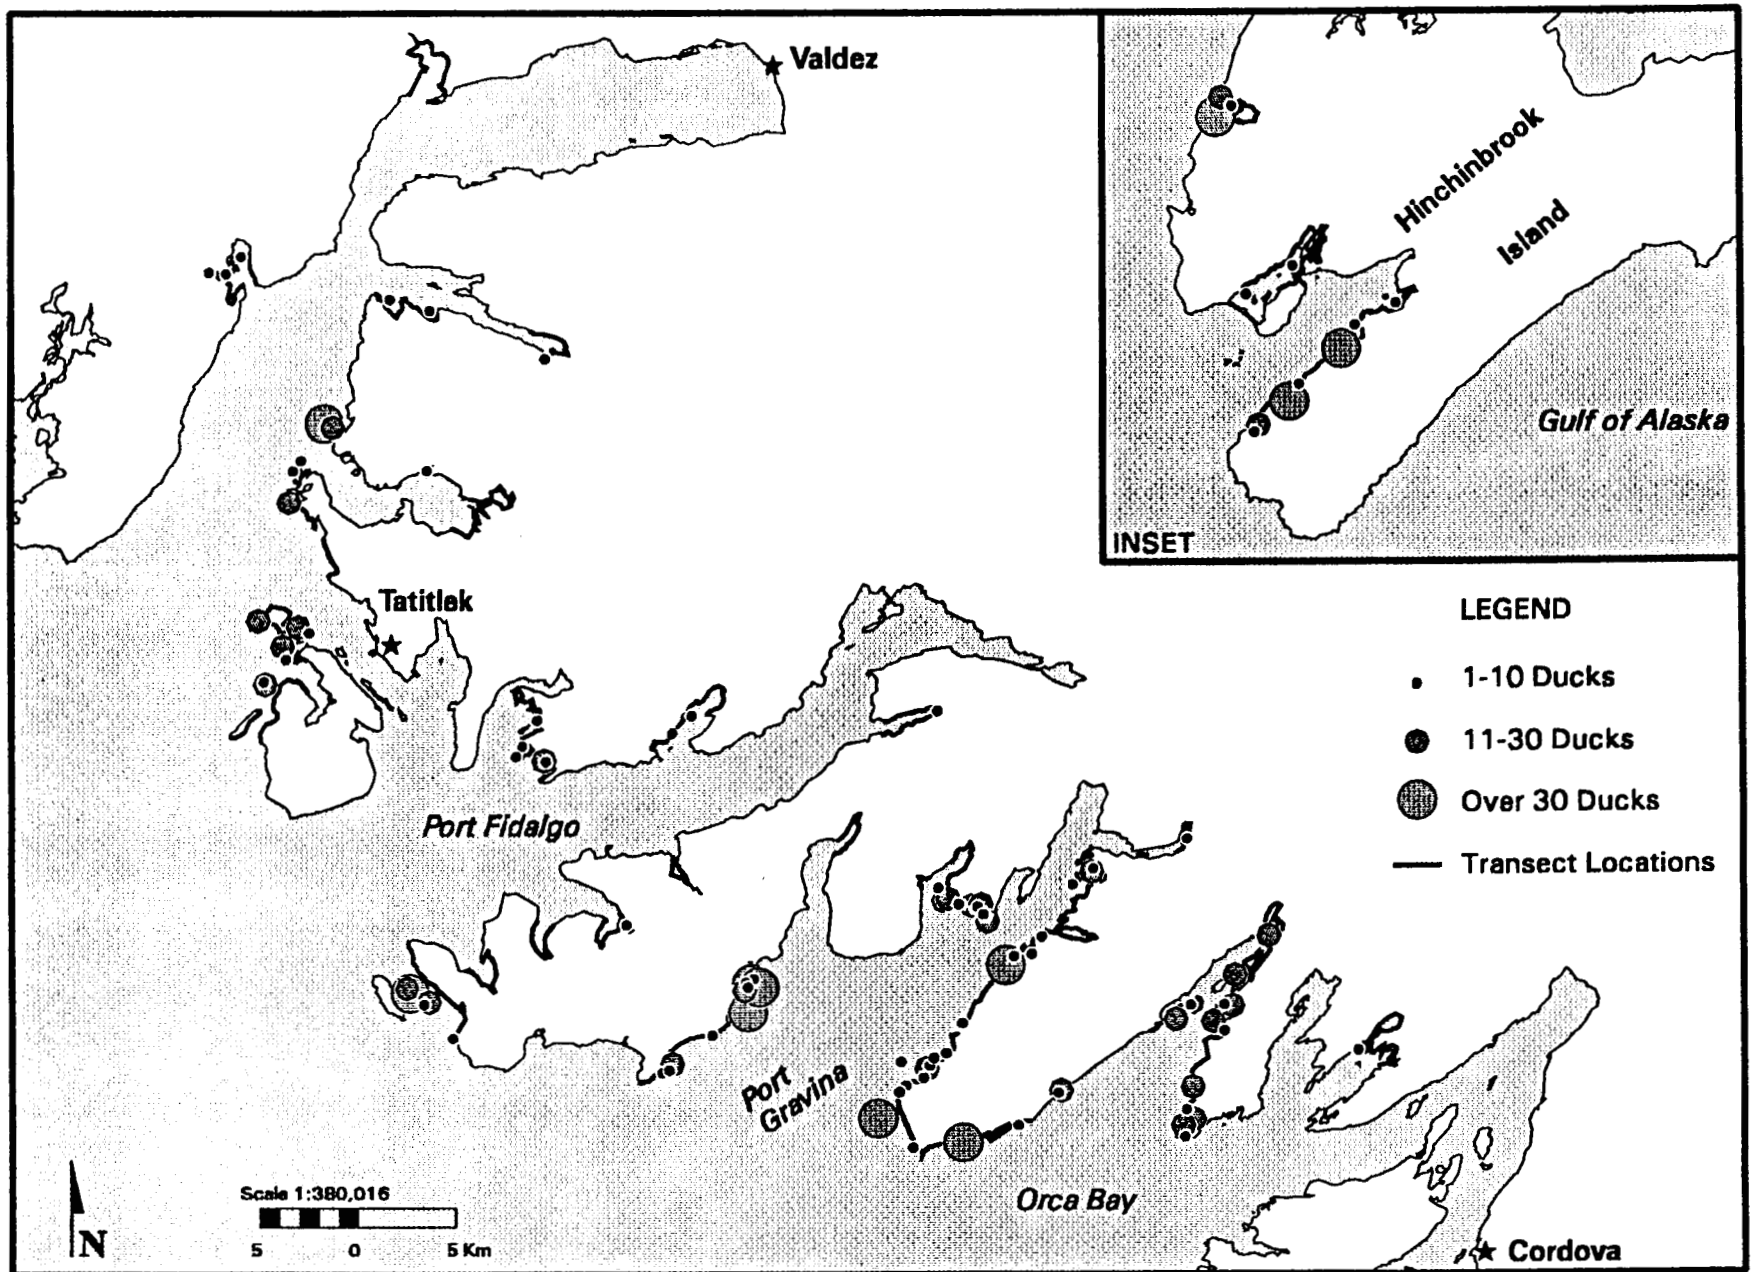 Valdez
Hinchinbrook
Island
Gulf of Alaska
INSET
Tatitlek
LEGEND
1-10 Ducks
11-30 Ducks
Over 30 Ducks
Transect Locations
Port Fidalgo
Port
Gravina
Orca Bay
Scale 1:380,016
5 0 5 Km
N
Cordova